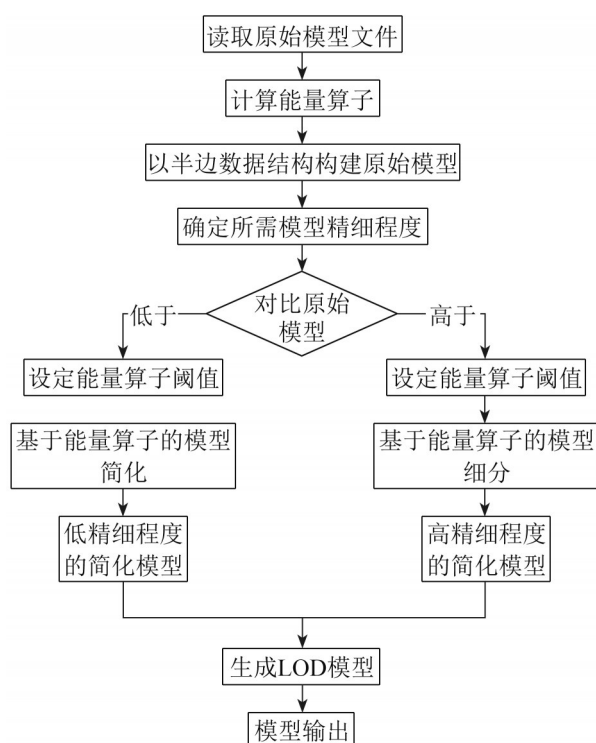 读取原始模型文件
计算能量算子
以半边数据结构构建原始模型
确定所需模型精细程度
对比原始
模型
低于
高于
设定能量算子阈值
设定能量算子阈值
基于能量算子的模型
简化
基于能量算子的模型
细分
低精细程度
的简化模型
高精细程度
的简化模型
生成LOD模型
模型输出